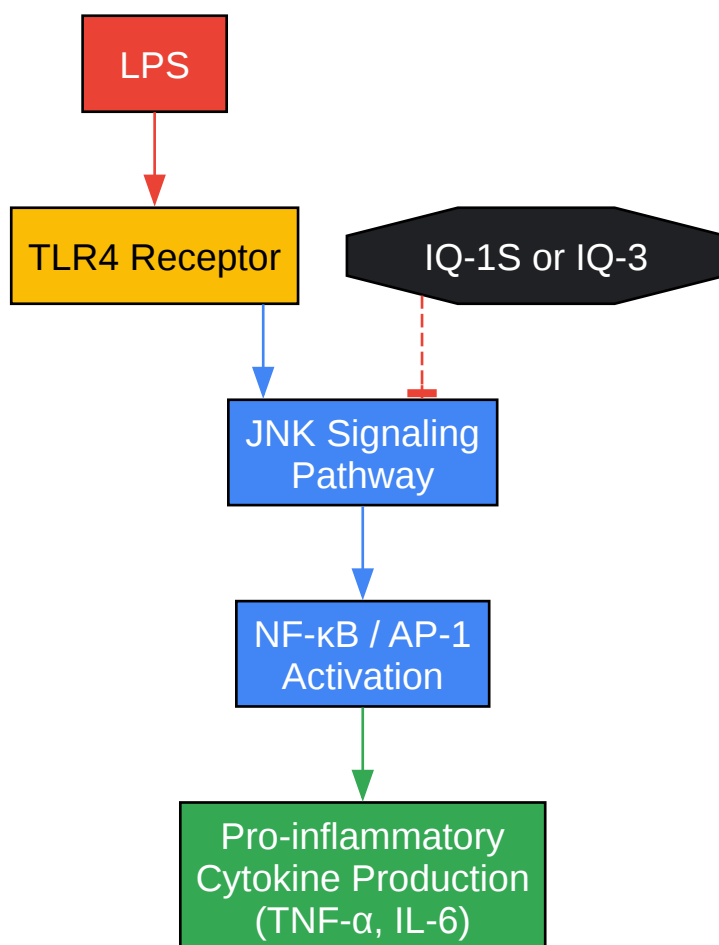 LPS
TLR4 Receptor
IQ-1S or IQ-3
JNK Signaling
Pathway
NF-κB / AP-1
Activation
Pro-inflammatory
Cytokine Production
(TNF-α, IL-6)